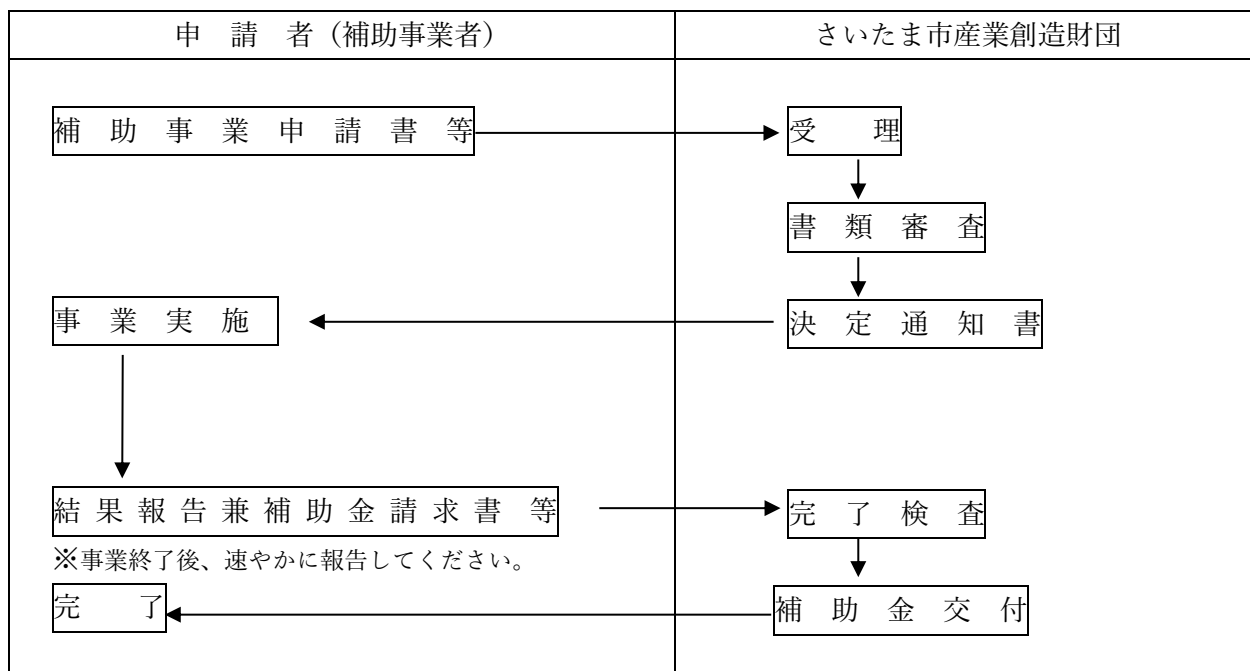 申 請 者（補助事業者） さいたま市産業創造財団
補 助 事 業 申 請 書 等 受 理
書 類 審 査
事 業 実 施 決 定 通 知 書
結 果 報 告 兼 補 助 金 請 求 書 等 完 了 検 査
※事業終了後、速やかに報告してください。
完 了 補 助 金 交 付